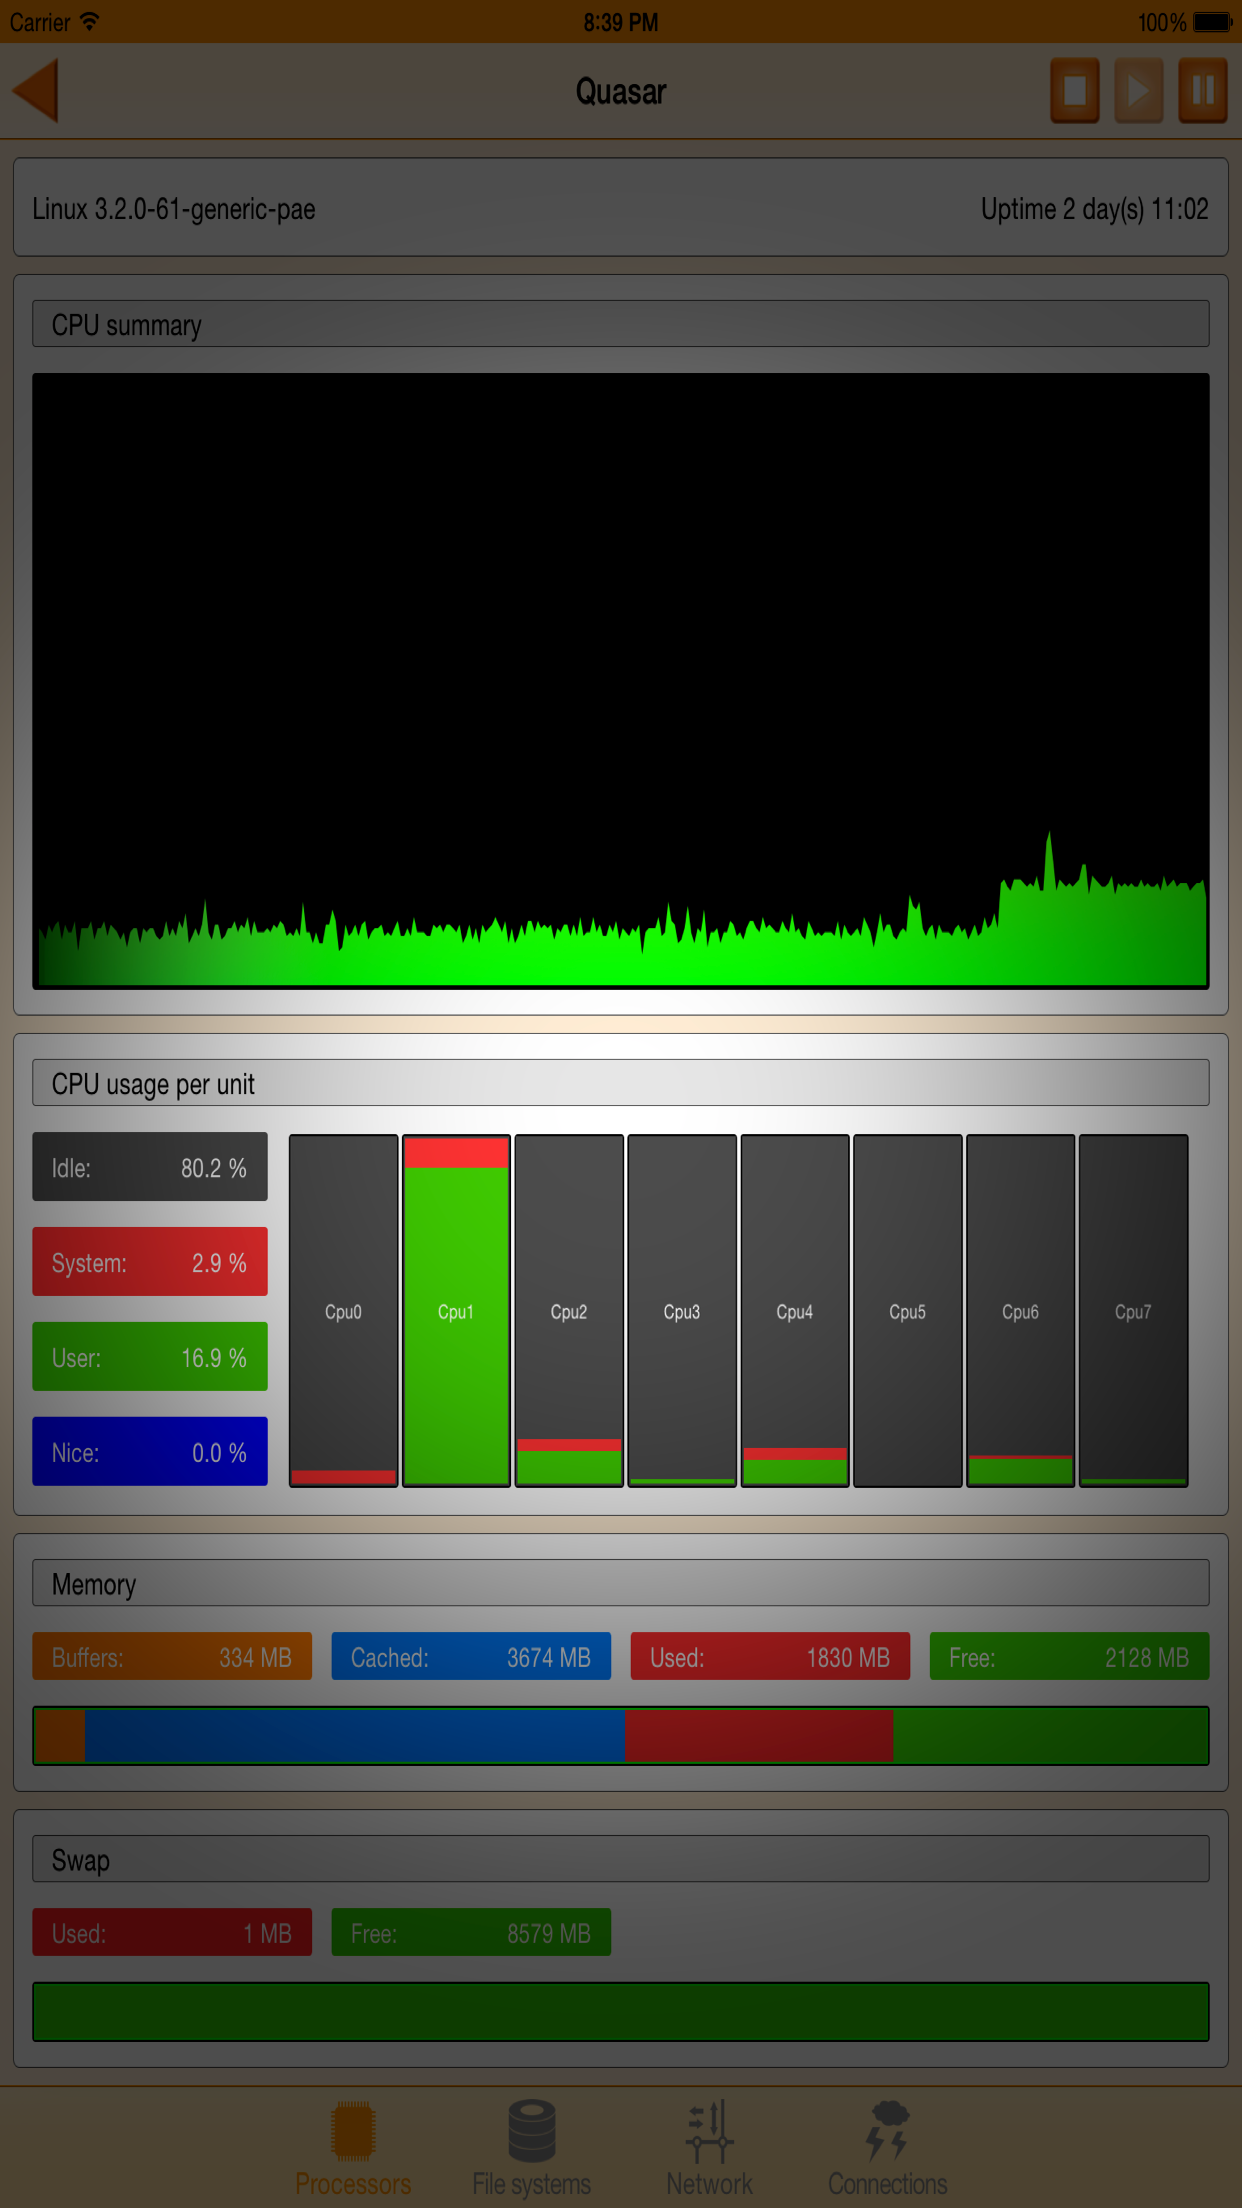 Carrier 8:39 PM 100%
Quasar
Linux 3.2.0-61-generic-pae Uptime 2 day(s) 11:02
CPU summary
CPU usage per unit
Idle: 80.2 %
System: 2.9 %
User: 16.9 %
Nice: 0.0 %
Cpu0 Cpu1 Cpu2 Cpu3 Cpu4 Cpu5 Cpu6 Cpu7
Memory
Buffers: 334 MB Cached: 3674 MB Used: 1830 MB Free: 2128 MB
Swap
Used: 1 MB Free: 8579 MB
Processors File systems Network Connections